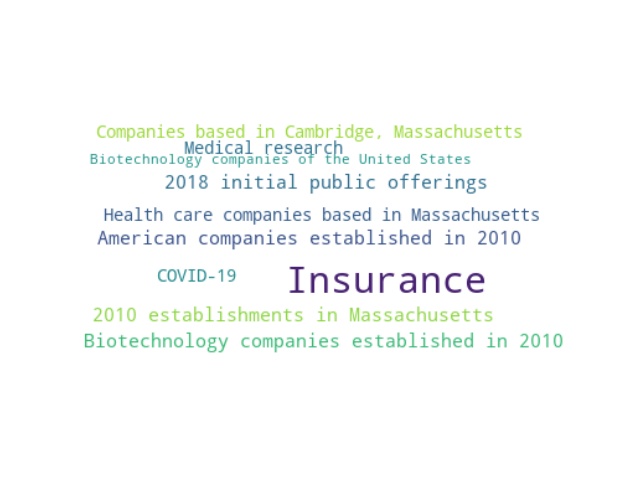 Companies based in Cambridge, Massachusetts
Medical research
Biotechnology companies of the United States
2018 initial public offerings
Health care companies based in Massachusetts
American companies established in 2010
COVID-19 Insurance
2010 establishments in Massachusetts
Biotechnology companies established in 2010